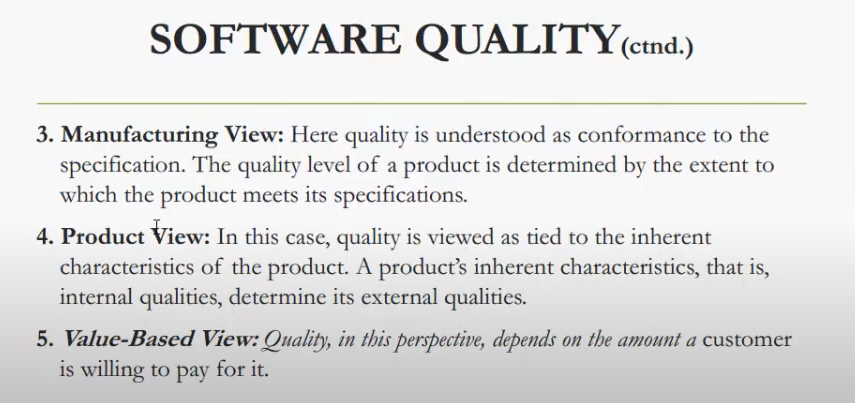 SOFTWARE QUALITY(ctnd.)
3. Manufacturing View: Here quality is understood as conformance to the
specification. The quality level of a product is determined by the extent to
which the product meets its specifications.
4. Product View: In this case, quality is viewed as tied to the inherent
characteristics of the product. A product's inherent characteristics, that is,
internal qualities, determine its external qualities.
5. Value-Based View: Quality, in this perspective, depends on the amount a customer
is willing to pay for it.